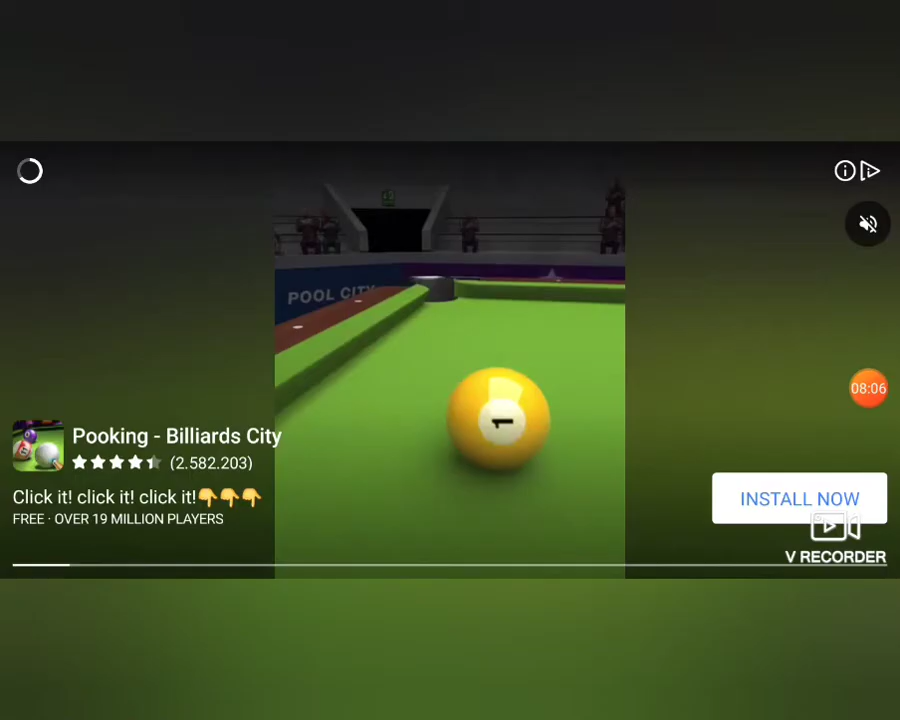 POOL CITY
1
08:06
Pooking - Billiards City
(2.582.203)
Click it! click it! click it!👇👇👇
FREE · OVER 19 MILLION PLAYERS
INSTALL NOW
V RECORDER